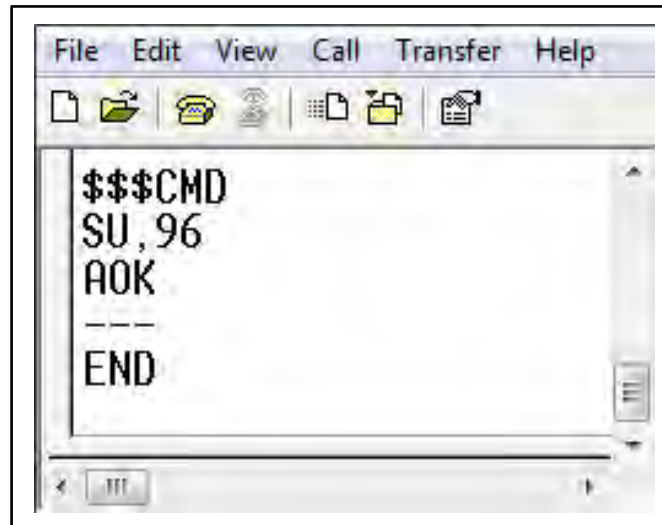 File Edit View Call Transfer Help
$$$CMD
SU,96
AOK
---
END